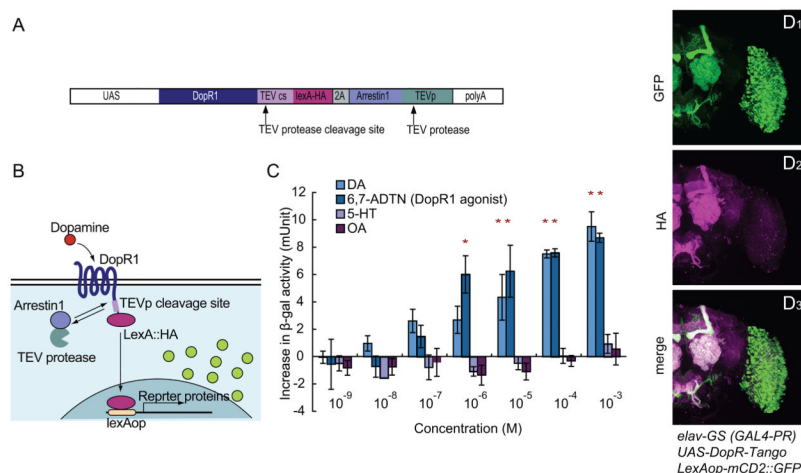 A
UAS DopR1 TEV cs lexA-HA 2A Arrestin1 TEVp polyA
TEV protease cleavage site TEV protease
B
Dopamine
DopR1
Arrestin1
TEVp cleavage site
LexA::HA
TEV protease
Reprter proteins
lexAop
C
DA
6,7-ADTN (DopR1 agonist)
5-HT
OA
Increase in β-gal activity (mUnit)
12
10
8
6
4
2
0
-2
-4
* * * * * * *
10-9 10-8 10-7 10-6 10-5 10-4 10-3
Concentration (M)
D1
GFP
D2
HA
D3
merge
elav-GS (GAL4-PR)
UAS-DopR-Tango
LexAop-mCD2::GFP